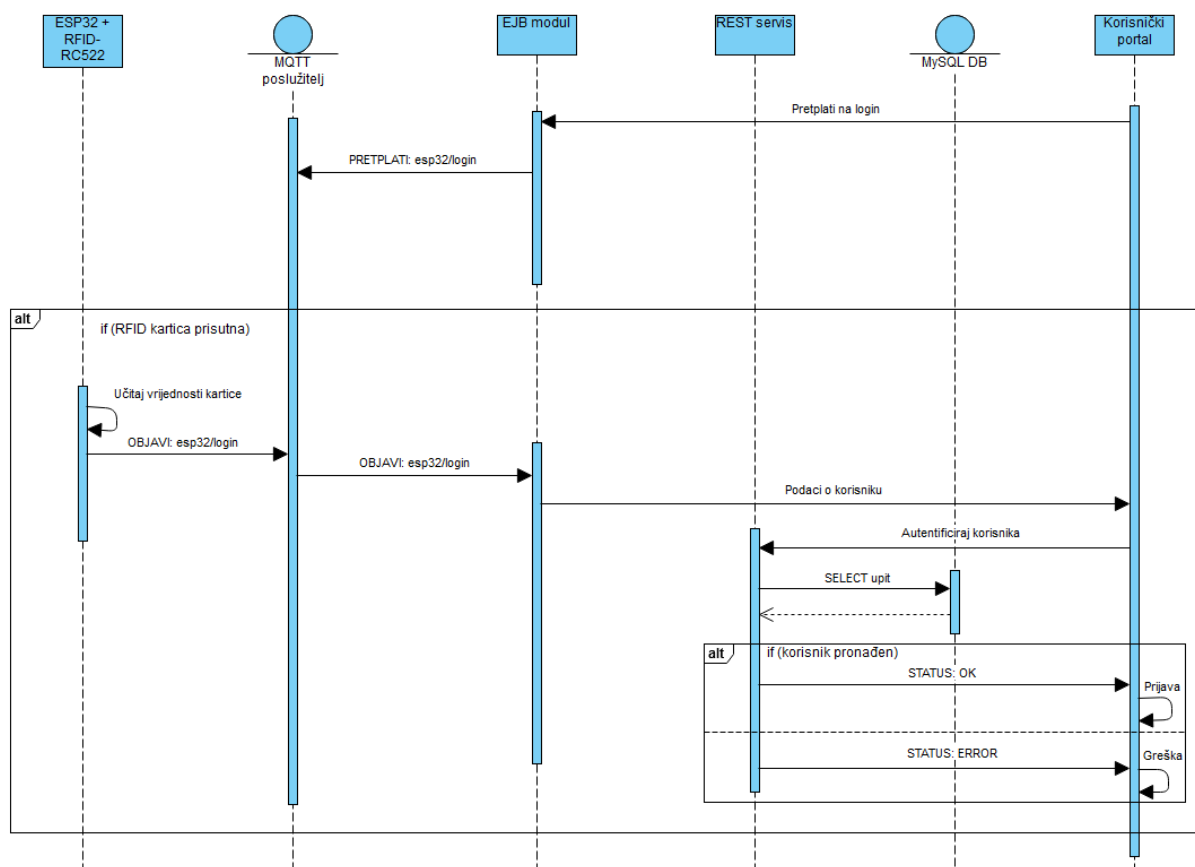 ESP32 +
RFID-
RC522
MQTT
poslužitelj
EJB modul
REST servis
MySQL DB
Korisnički
portal
Pretplati na login
PRETPLATI: esp32/login
alt
if (RFID kartica prisutna)
Učitaj vrijednosti kartice
OBJAVI: esp32/login
OBJAVI: esp32/login
Podaci o korisniku
Autentificiraj korisnika
SELECT upit
alt
if (korisnik pronađen)
STATUS: OK
Prijava
STATUS: ERROR
Greška